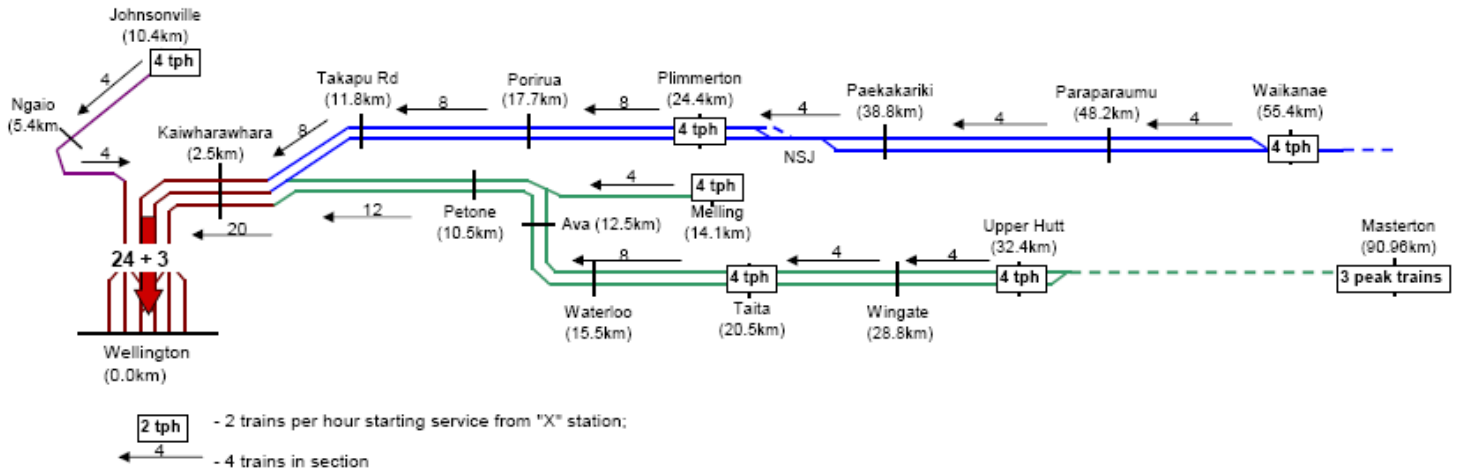 Johnsonville
(10.4km)
4 tph
4
Ngaio
(5.4km
4
Kaiwharawhara
(2.5km)
8
Takapu Rd
(11.8km)
8
Porirua
(17.7km)
8
Plimmerton
(24.4km)
4 tph
4
NSJ
Paekakariki
(38.8km)
4
Paraparaumu
(48.2km)
4
Waikanae
(55.4km)
4 tph
20
12
Petone
(10.5km)
4
4 tph
Melling
(14.1km)
Ava (12.5km)
24 + 3
8
Waterloo
(15.5km)
4 tph
Taita
(20.5km)
4
Wingate
(28.8km)
4
Upper Hutt
(32.4km)
4 tph
Masterton
(90.96km)
3 peak trains
Wellington
(0.0km)
2 tph - 2 trains per hour starting service from "X" station;
4 - 4 trains in section